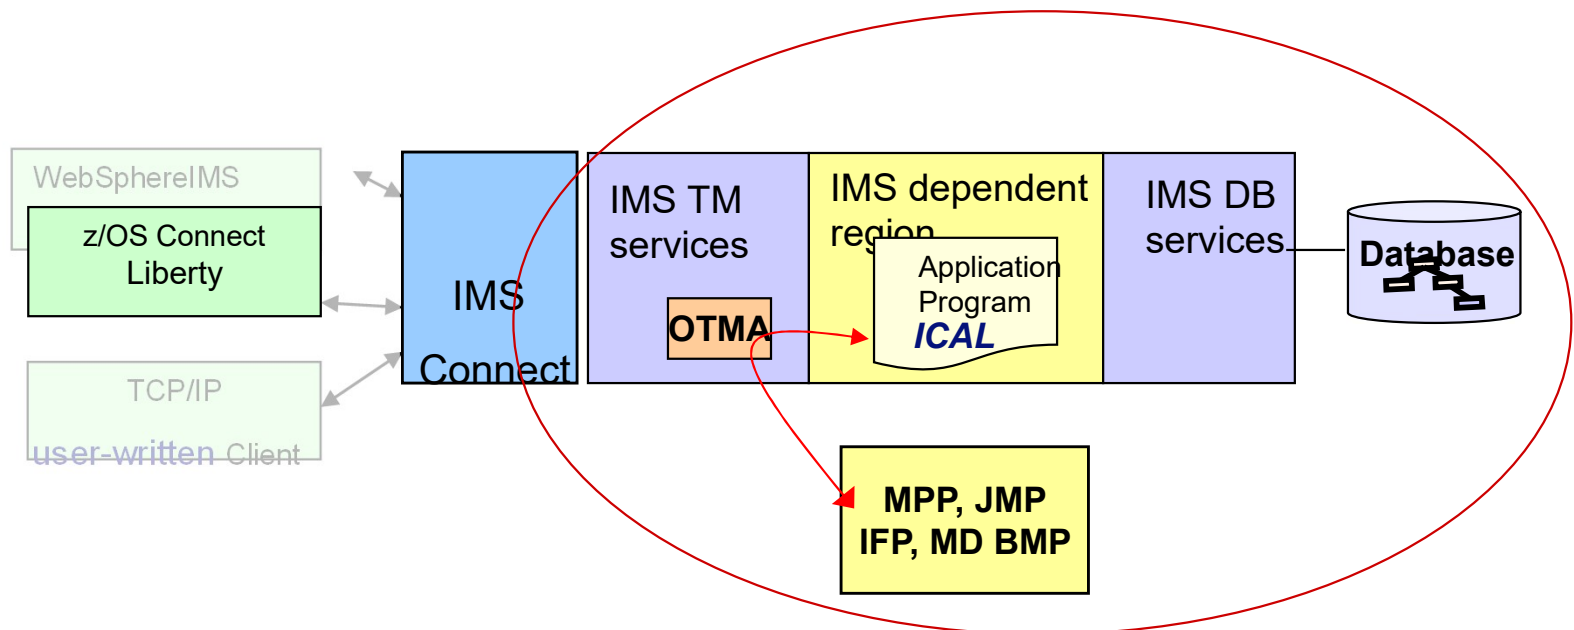 WebSphereIMS
z/OS Connect
Liberty
TCP/IP
user-written Client
IMS
Connect
IMS TM
services
OTMA
IMS dependent
region
Application
Program
ICAL
IMS DB
services
Database
MPP, JMP
IFP, MD BMP